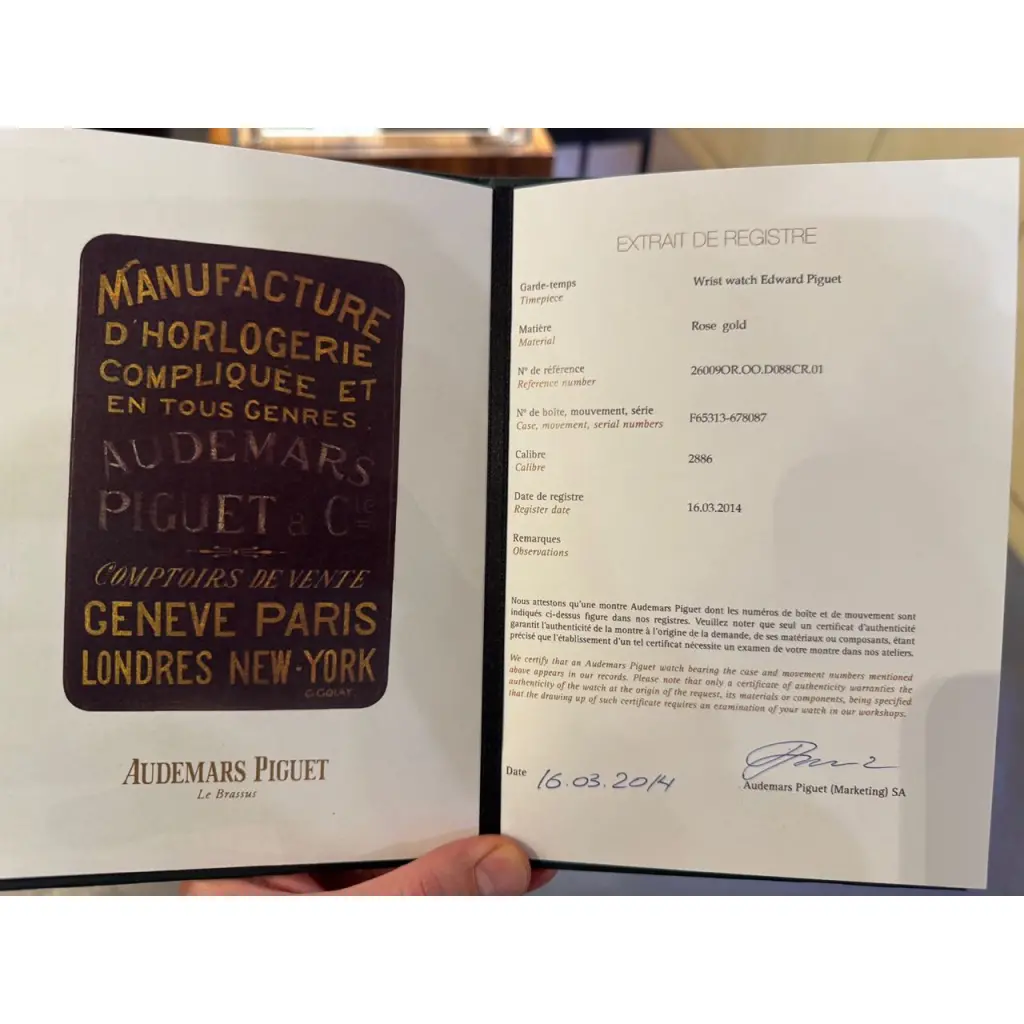 MANUFACTURE
D'HORLOGERIE
COMPLIQUÉE ET
EN TOUS GENRES.
AUDEMARS
PIGUET & Cie
COMPTOIRS DE VENTE
GENEVE PARIS
LONDRES NEW-YORK
C. GOLAY.
AUDEMARS PIGUET
Le Brassus
EXTRAIT DE REGISTRE
Garde-temps
Timepiece
Wrist watch Edward Piguet
Matière
Material
Rose gold
N° de référence
Reference number
26009OR.OO.D088CR.01
N° de boîte, mouvement, série
Case, movement, serial numbers
F65313-678087
Calibre
Calibre
2886
Date de registre
Register date
16.03.2014
Remarques
Observations
Nous attestons qu'une montre Audemars Piguet dont les numéros de boîte et de mouvement sont
indiqués ci-dessus figure dans nos registres. Veuillez noter que seul un certificat d'authenticité
garantit l'authenticité de la montre à l'origine de la demande, de ses matériaux ou composants, étant
précisé que l'établissement d'un tel certificat nécessite un examen de votre montre dans nos ateliers.
We certify that an Audemars Piguet watch bearing the case and movement numbers mentioned
above appears in our records. Please note that only a certificate of authenticity warranties the
authenticity of the watch at the origin of the request, its materials or components, being specified
that the drawing up of such certificate requires an examination of your watch in our workshops.
Date 16.03.2014
Audemars Piguet (Marketing) SA